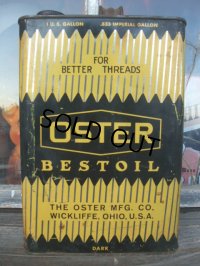 1 U.S. GALLON .833 IMPERIAL GALLON
FOR
BETTER THREADS
OSTER
SOLD OUT
BESTOIL
THE OSTER MFG. CO.
WICKLIFFE, OHIO, U.S.A.
DARK